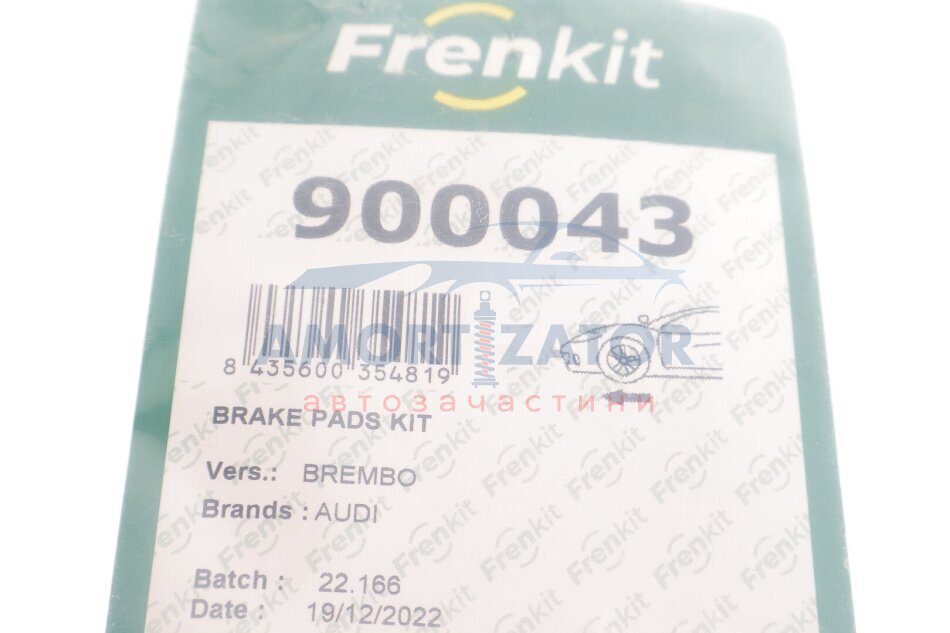 Frenkit
900043
AMORTIZATOR
8 435600 354819
автозачастини
BRAKE PADS KIT
Vers.: BREMBO
Brands : AUDI
Batch : 22.166
Date : 19/12/2022